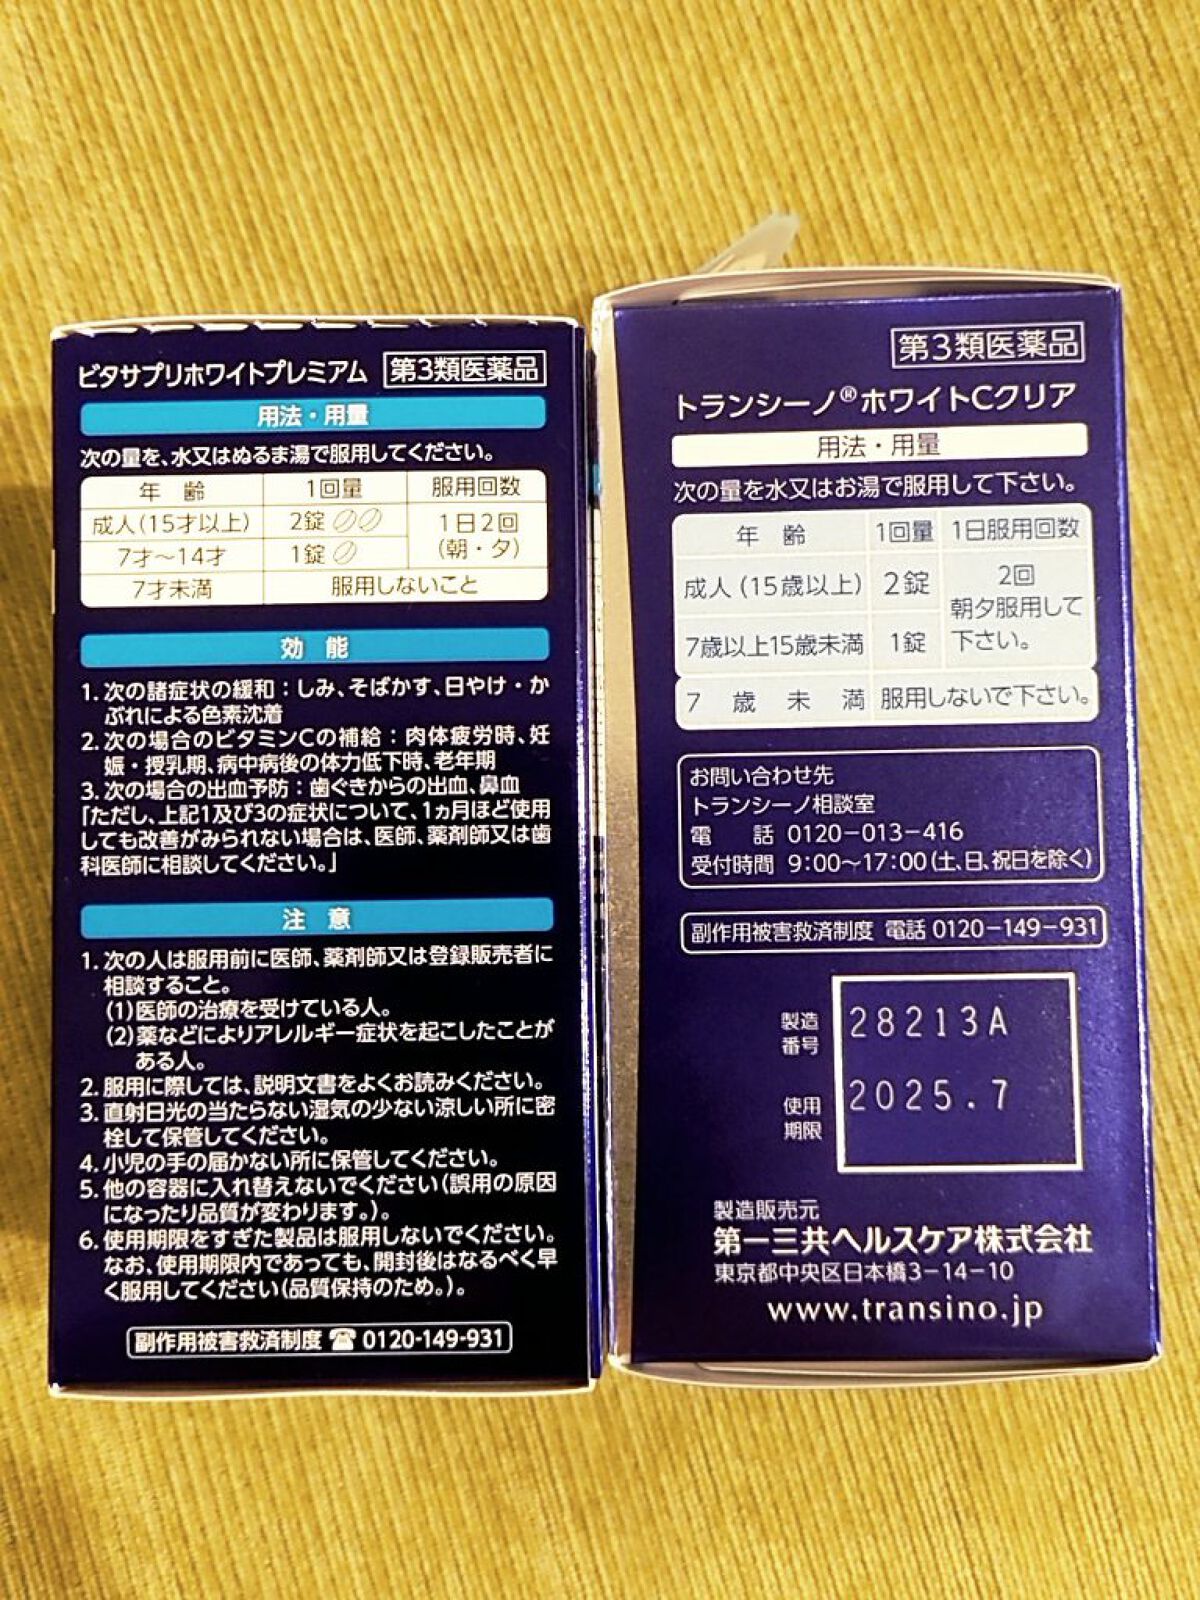 ビタサプリホワイトプレミアム 第3類医薬品
用法・用量
次の量を、水又はぬるま湯で服用してください。
年 齢 1回量 服用回数
成人(15才以上) 2錠 1日2回
(朝・夕)
7才〜14才 1錠
7才未満 服用しないこと
効 能
1. 次の諸症状の緩和：しみ、そばかす、日やけ・か
ぶれによる色素沈着
2. 次の場合のビタミンCの補給：肉体疲労時、妊
娠・授乳期、病中病後の体力低下時、老年期
3. 次の場合の出血予防：歯ぐきからの出血、鼻血
「ただし、上記1及び3の症状について、1ヵ月ほど使用
しても改善がみられない場合は、医師、薬剤師又は歯
科医師に相談してください。」
注 意
1. 次の人は服用前に医師、薬剤師又は登録販売者に
相談すること。
(1)医師の治療を受けている人。
(2)薬などによりアレルギー症状を起こしたことが
ある人。
2. 服用に際しては、説明文書をよくお読みください。
3. 直射日光の当たらない湿気の少ない涼しい所に密
栓して保管してください。
4. 小児の手の届かない所に保管してください。
5. 他の容器に入れ替えないでください(誤用の原因
になったり品質が変わります。)。
6. 使用期限をすぎた製品は服用しないでください。
なお、使用期限内であっても、開封後はなるべく早
く服用してください(品質保持のため。)。
副作用被害救済制度 ☎ 0120-149-931
第3類医薬品
トランシーノ®ホワイトCクリア
用法・用量
次の量を水又はお湯で服用して下さい。
年 齢 1回量 1日服用回数
成人(15歳以上) 2錠 2回
朝夕服用して
下さい。
7歳以上15歳未満 1錠
7 歳 未 満 服用しないで下さい。
お問い合わせ先
トランシーノ相談室
電 話 0120-013-416
受付時間 9:00〜17:00(土、日、祝日を除く)
副作用被害救済制度 電話 0120-149-931
製造
番号 28213A
使用
期限 2025.7
製造販売元
第一三共ヘルスケア株式会社
東京都中央区日本橋3-14-10
www.transino.jp